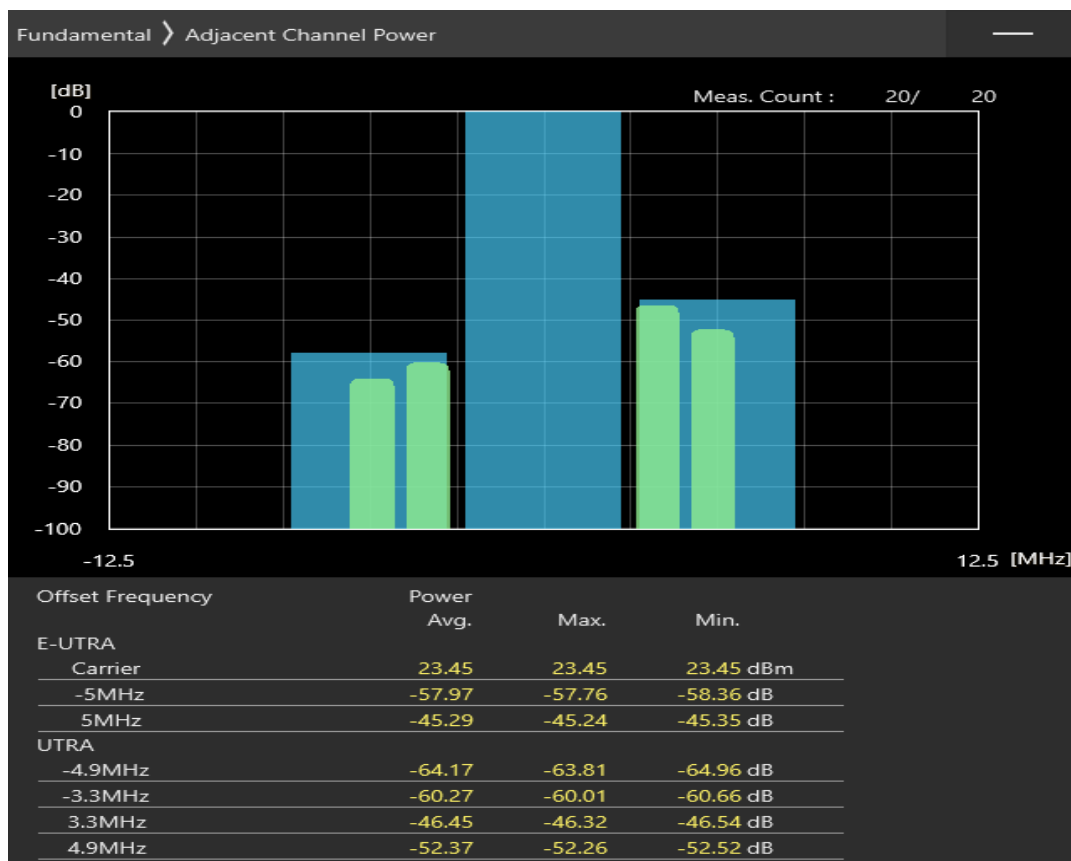 Fundamental ❯ Adjacent Channel Power
[dB]
Meas. Count : 20/ 20
0
-10
-20
-30
-40
-50
-60
-70
-80
-90
-100
-12.5 12.5 [MHz]
Offset Frequency Power
Avg. Max. Min.
E-UTRA
Carrier 23.45 23.45 23.45 dBm
-5MHz -57.97 -57.76 -58.36 dB
5MHz -45.29 -45.24 -45.35 dB
UTRA
-4.9MHz -64.17 -63.81 -64.96 dB
-3.3MHz -60.27 -60.01 -60.66 dB
3.3MHz -46.45 -46.32 -46.54 dB
4.9MHz -52.37 -52.26 -52.52 dB